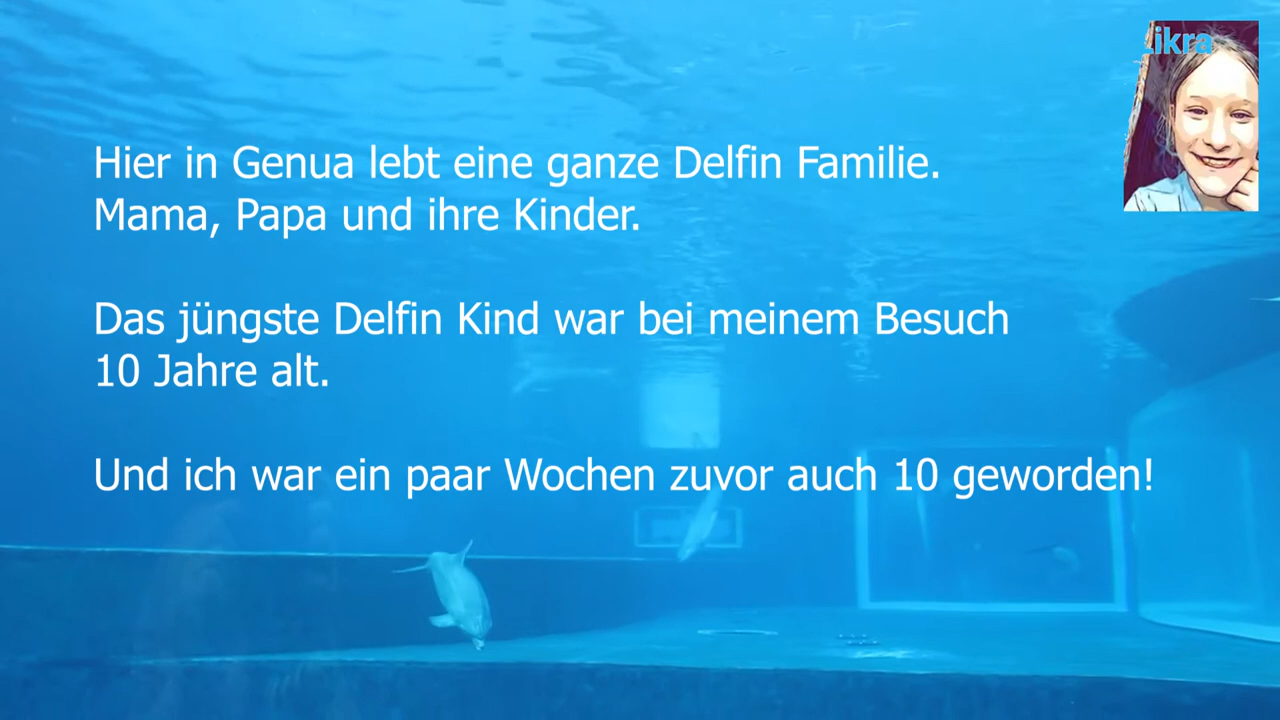 ikra
Hier in Genua lebt eine ganze Delfin Familie.
Mama, Papa und ihre Kinder.
Das jüngste Delfin Kind war bei meinem Besuch
10 Jahre alt.
Und ich war ein paar Wochen zuvor auch 10 geworden!